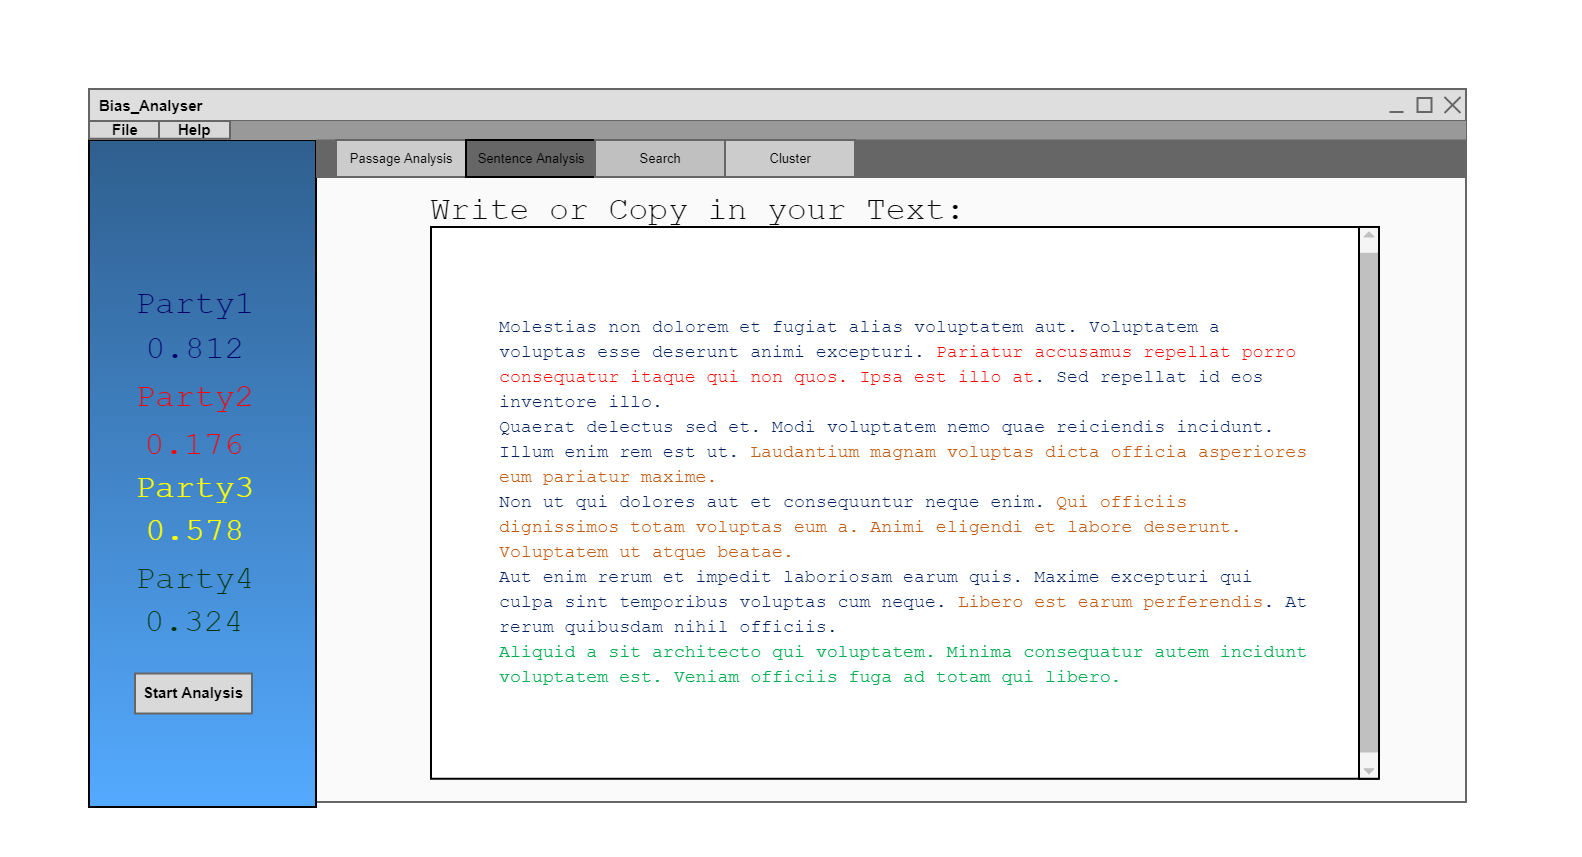 Bias_Analyser
File Help
Passage Analysis Sentence Analysis Search Cluster
Write or Copy in your Text:
Party1
0.812
Party2
0.176
Party3
0.578
Party4
0.324
Start Analysis
Molestias non dolorem et fugiat alias voluptatem aut. Voluptatem a
voluptas esse deserunt animi excepturi. Pariatur accusamus repellat porro
consequatur itaque qui non quos. Ipsa est illo at. Sed repellat id eos
inventore illo.
Quaerat delectus sed et. Modi voluptatem nemo quae reiciendis incidunt.
Illum enim rem est ut. Laudantium magnam voluptas dicta officia asperiores
eum pariatur maxime.
Non ut qui dolores aut et consequuntur neque enim. Qui officiis
dignissimos totam voluptas eum a. Animi eligendi et labore deserunt.
Voluptatem ut atque beatae.
Aut enim rerum et impedit laboriosam earum quis. Maxime excepturi qui
culpa sint temporibus voluptas cum neque. Libero est earum perferendis. At
rerum quibusdam nihil officiis.
Aliquid a sit architecto qui voluptatem. Minima consequatur autem incidunt
voluptatem est. Veniam officiis fuga ad totam qui libero.